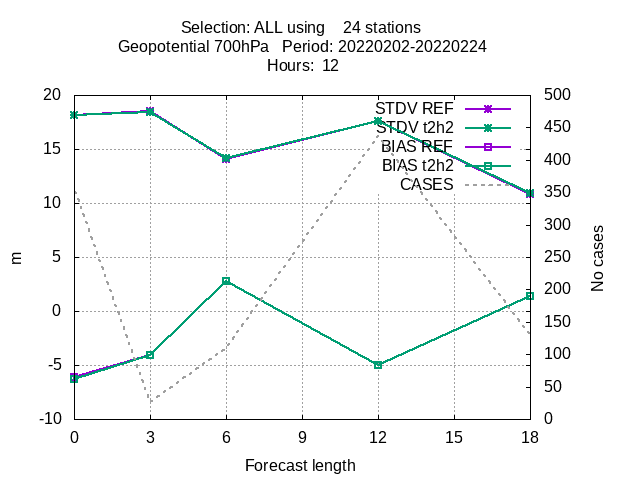 Selection: ALL using    24 stations
Geopotential 700hPa   Period: 20220202-20220224
Hours:  12
STDV REF
STDV t2h2
BIAS REF
BIAS t2h2
CASES
20
15
10
5
0
-5
-10
m
500
450
400
350
300
250
200
150
100
50
0
No cases
0 3 6 9 12 15 18
Forecast length